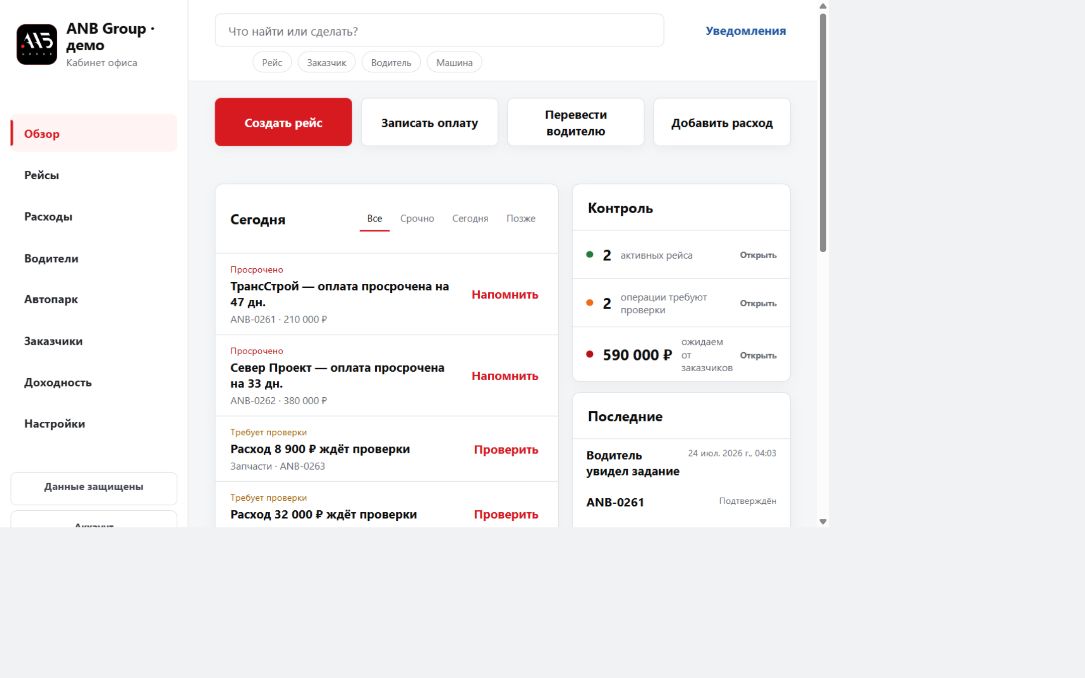 ANB Group ·
демо
Кабинет офиса
Обзор
Рейсы
Расходы
Водители
Автопарк
Заказчики
Доходность
Настройки
Данные защищены
Аккаунт
Что найти или сделать?
Уведомления
Рейс
Заказчик
Водитель
Машина
Создать рейс
Записать оплату
Перевести
водителю
Добавить расход
Сегодня
Все
Срочно
Сегодня
Позже
Просрочено
ТрансСтрой — оплата просрочена на
47 дн.
ANB-0261 · 210 000 ₽
Напомнить
Просрочено
Север Проект — оплата просрочена
на 33 дн.
ANB-0262 · 380 000 ₽
Напомнить
Требует проверки
Расход 8 900 ₽ ждёт проверки
Запчасти · ANB-0263
Проверить
Требует проверки
Расход 32 000 ₽ ждёт проверки
Проверить
Контроль
2 активных рейса
Открыть
2 операции требуют
проверки
Открыть
590 000 ₽ ожидаем
от
заказчиков
Открыть
Последние
Водитель
увидел задание
24 июл. 2026 г., 04:03
ANB-0261
Подтверждён